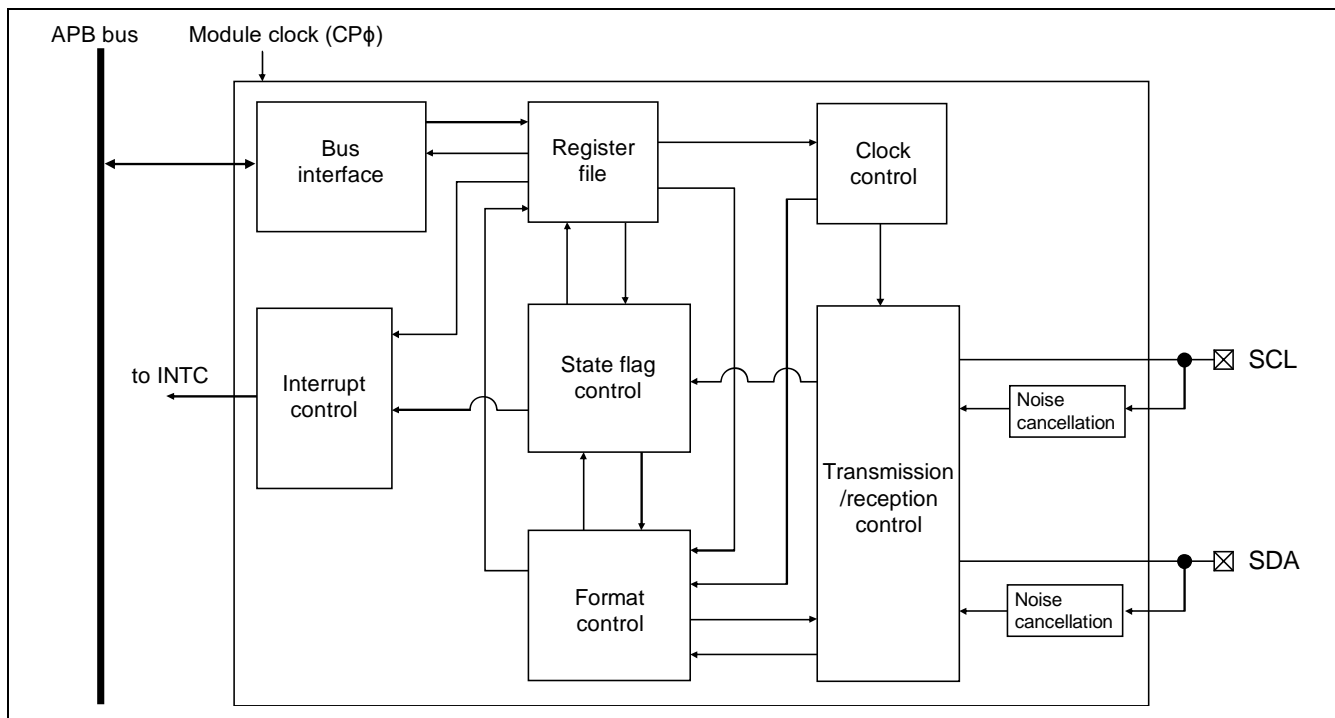 APB bus
Module clock (CPϕ)
Bus
interface
Register
file
Clock
control
to INTC
Interrupt
control
State flag
control
Transmission
/reception
control
Format
control
SCL
Noise
cancellation
SDA
Noise
cancellation